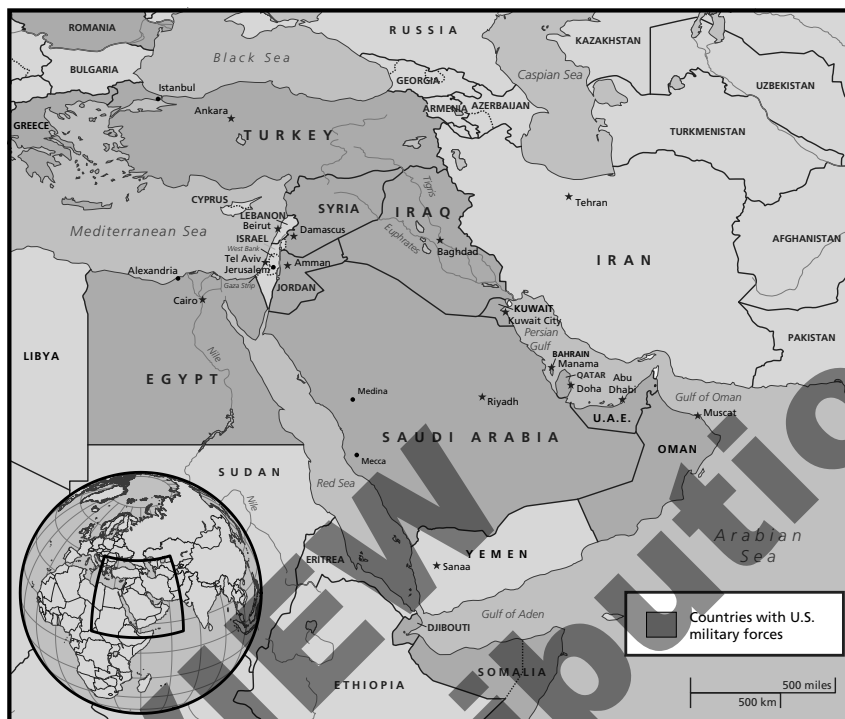 ROMANIA
RUSSIA
KAZAKHSTAN
UZBEKISTAN
BULGARIA
Black Sea
GEORGIA
Caspian Sea
Istanbul
ARMENIA
AZERBAIJAN
TURKMENISTAN
GREECE
Ankara
TURKEY
Tigris
Tehran
CYPRUS
SYRIA
IRAQ
LEBANON
Beirut
Mediterranean Sea
ISRAEL
Damascus
Euphrates
Baghdad
AFGHANISTAN
West Bank
Tel Aviv
IRAN
Alexandria
Jerusalem
Amman
Gaza Strip
JORDAN
Cairo
KUWAIT
Kuwait City
Persian
Gulf
PAKISTAN
LIBYA
Nile
BAHRAIN
Manama
EGYPT
QATAR
Doha
Abu
Dhabi
Gulf of Oman
Medina
Riyadh
Muscat
U.A.E.
SAUDI ARABIA
OMAN
Mecca
SUDAN
Red Sea
Nile
Arabian
Sea
YEMEN
ERITREA
Sanaa
Gulf of Aden
DJIBOUTI
Countries with U.S.
military forces
SOMALIA
ETHIOPIA
500 miles
500 km